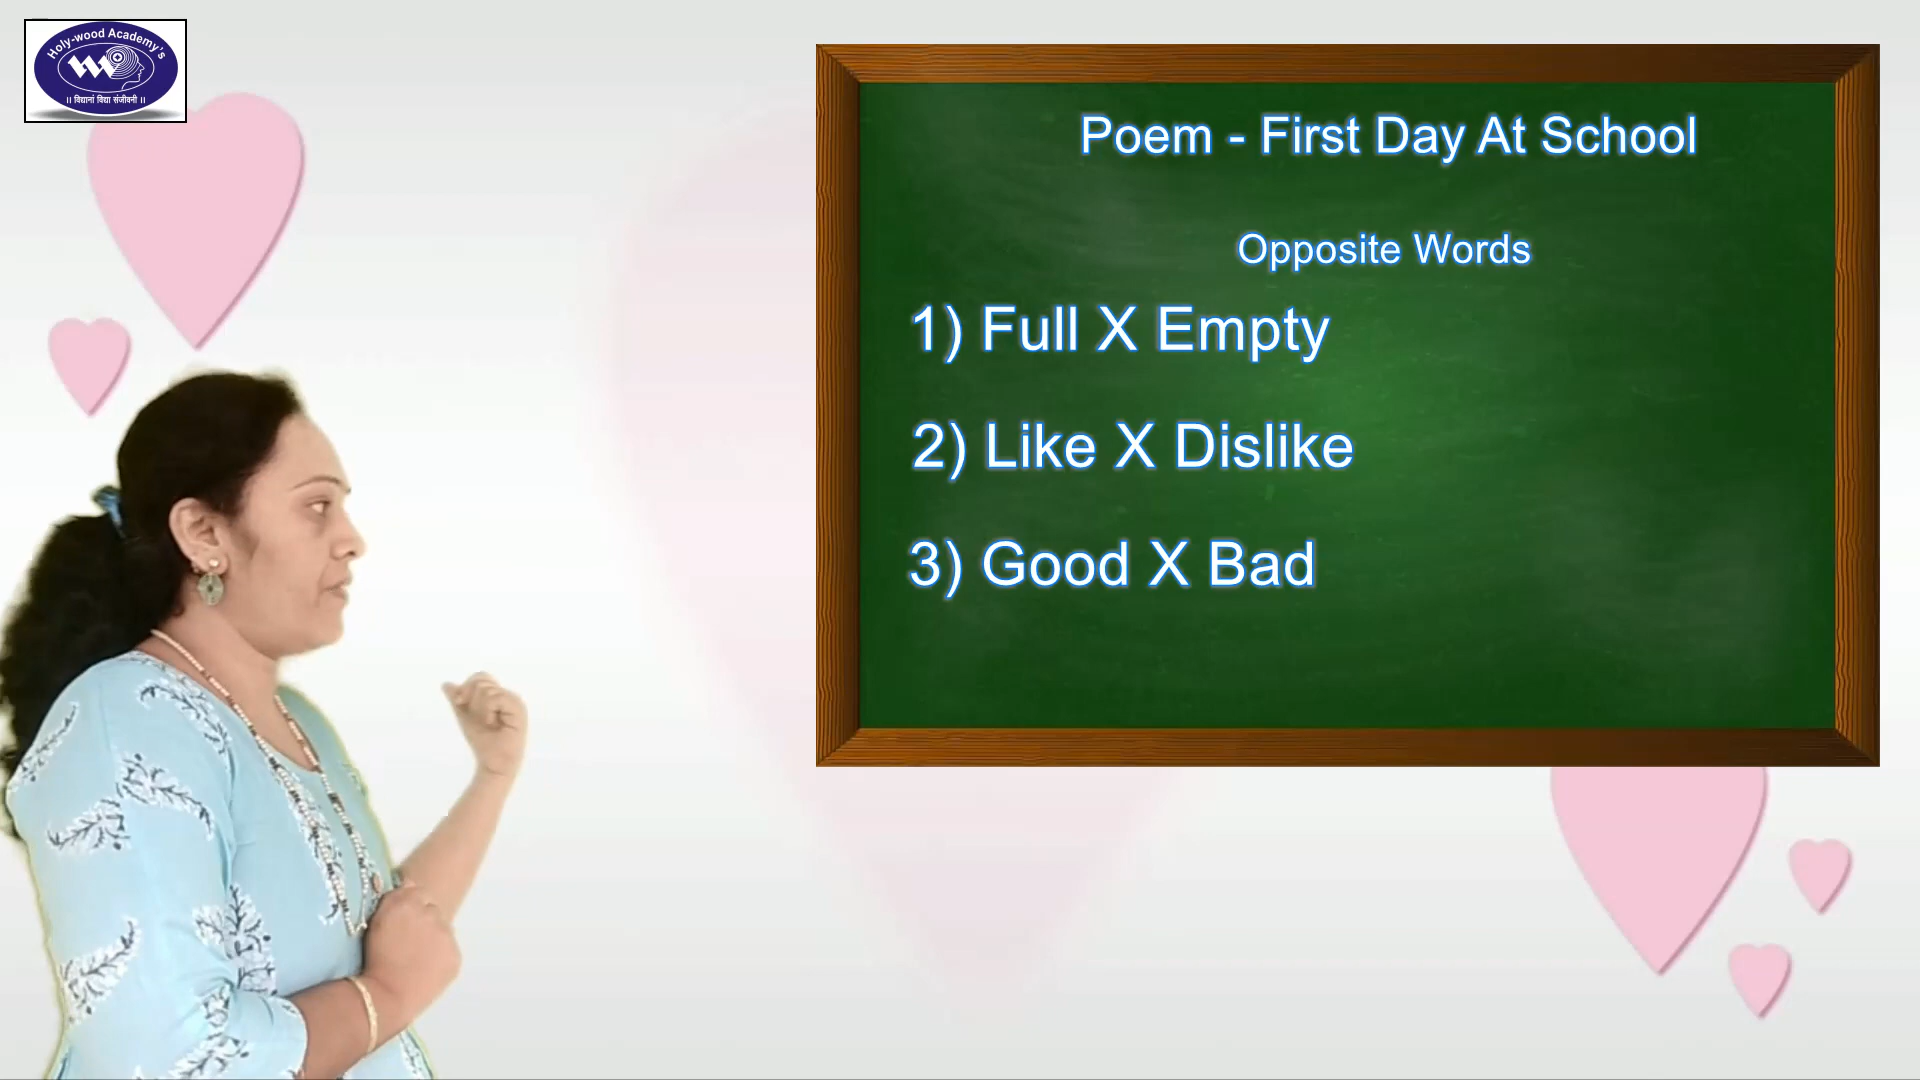 Holy-wood Academy's
॥ विद्यानां विद्या संजीवनी ॥
Poem - First Day At School
Opposite Words
1) Full X Empty
2) Like X Dislike
3) Good X Bad